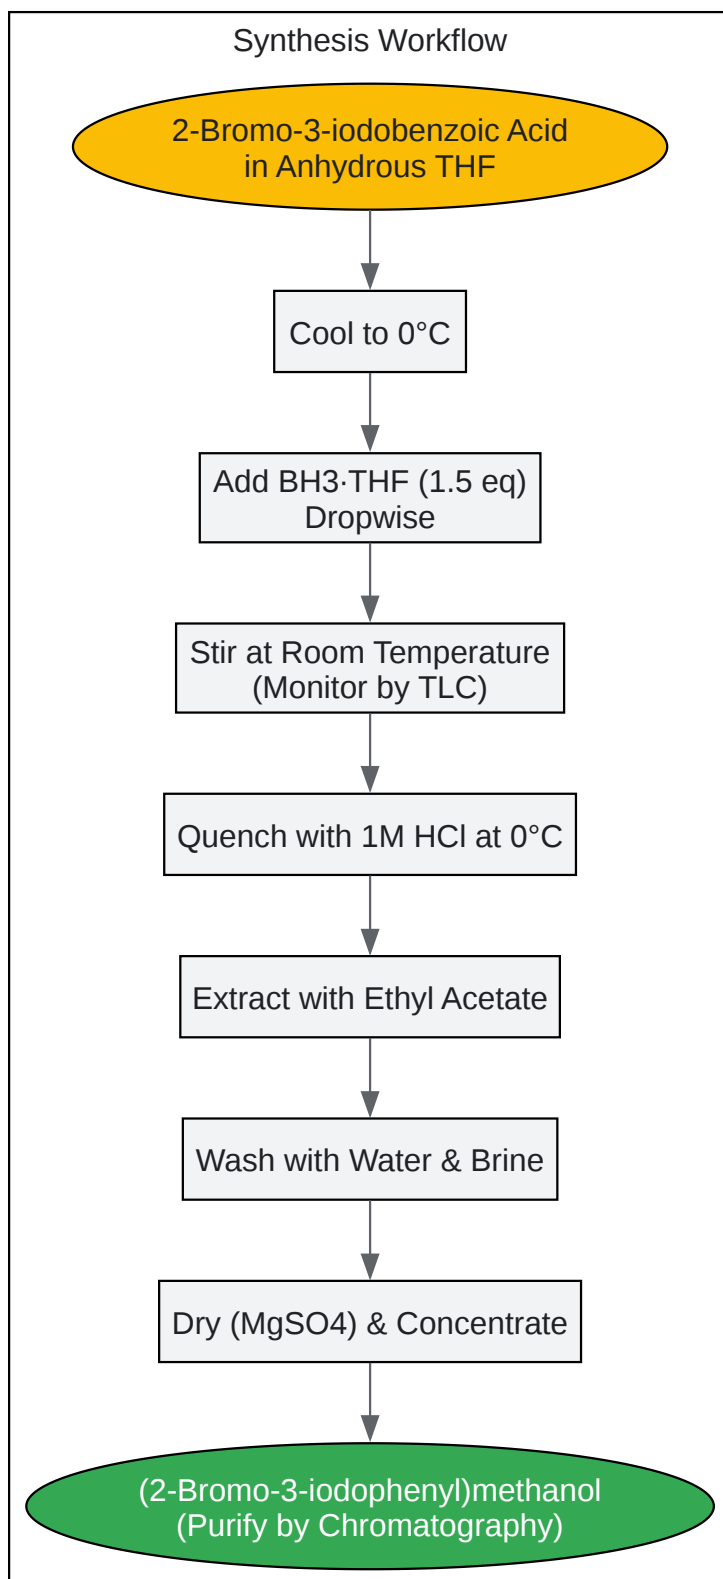 Synthesis Workflow
2-Bromo-3-iodobenzoic Acid
in Anhydrous THF
Cool to 0°C
Add BH3·THF (1.5 eq)
Dropwise
Stir at Room Temperature
(Monitor by TLC)
Quench with 1M HCl at 0°C
Extract with Ethyl Acetate
Wash with Water & Brine
Dry (MgSO4) & Concentrate
(2-Bromo-3-iodophenyl)methanol
(Purify by Chromatography)